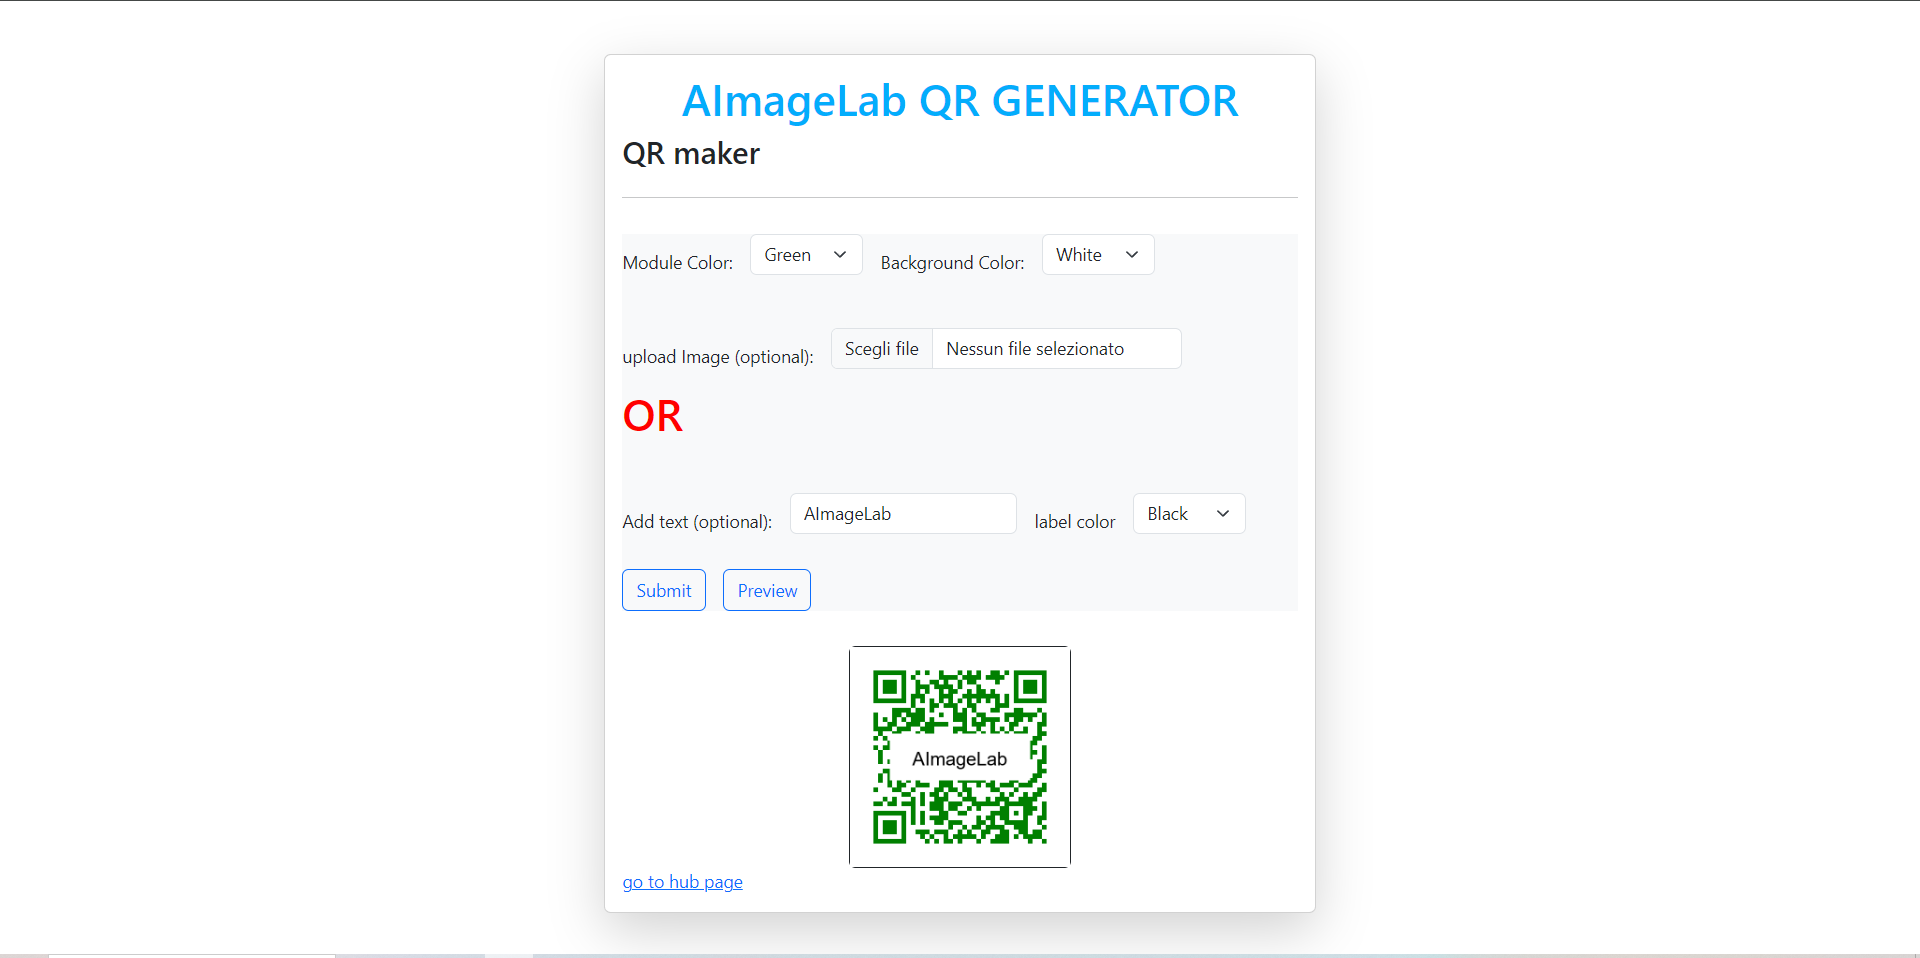 AImageLab QR GENERATOR
QR maker
Module Color: Green Background Color: White
upload Image (optional): Scegli file Nessun file selezionato
OR
Add text (optional): AImageLab label color Black
Submit Preview
AImageLab
go to hub page